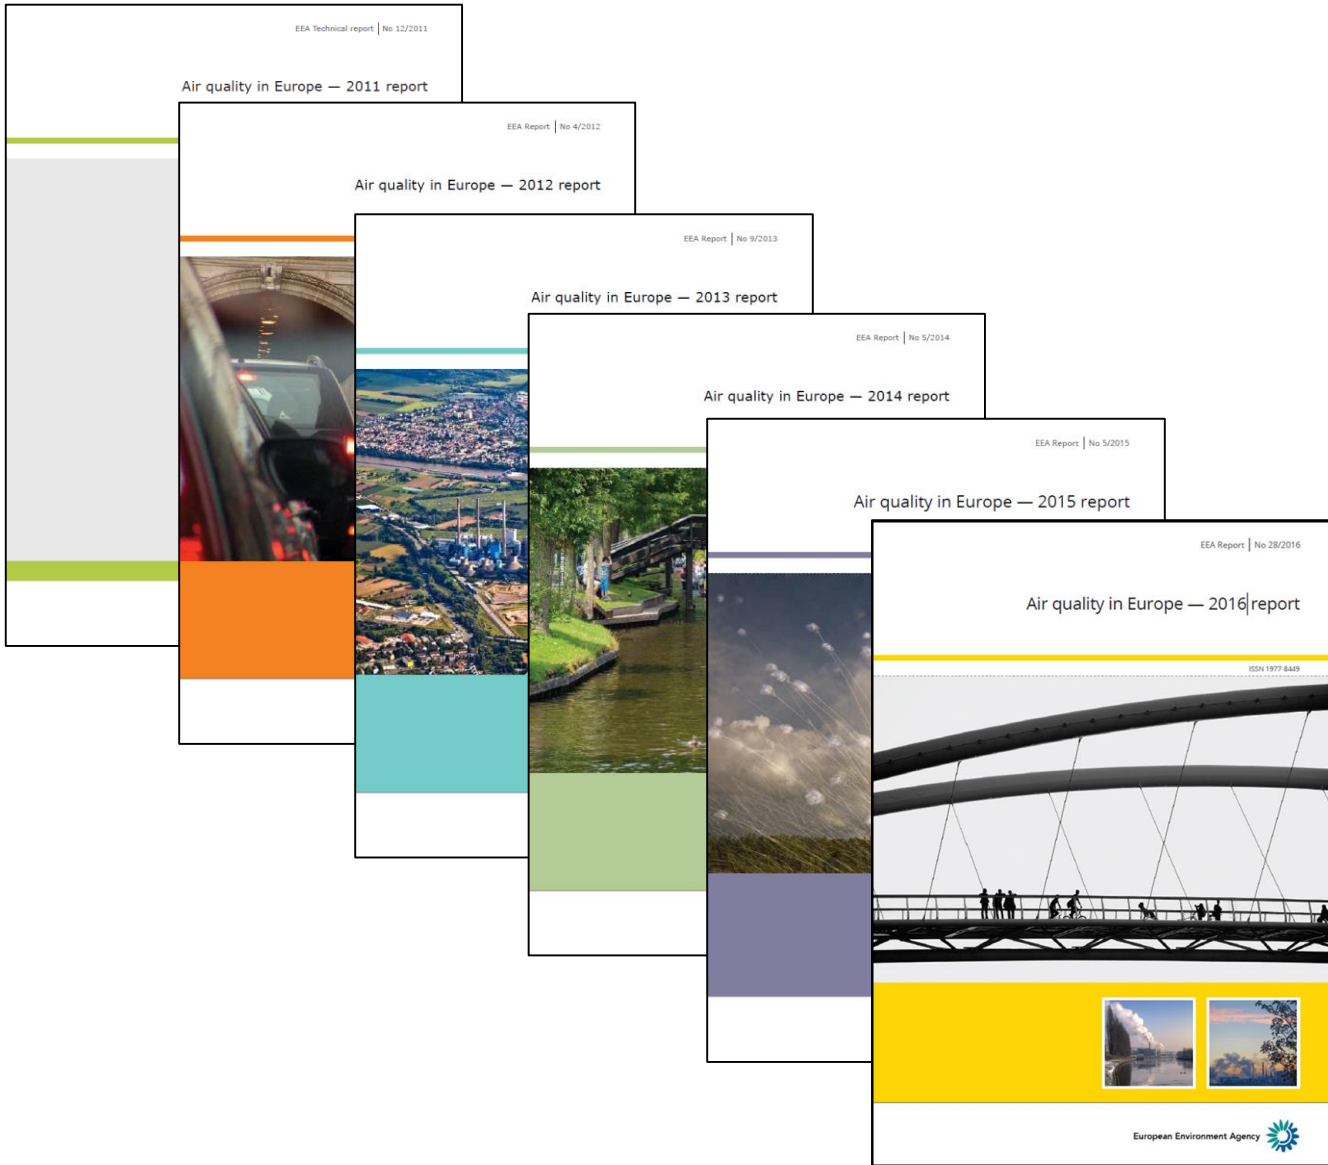 EEA Technical report | No 12/2011
Air quality in Europe — 2011 report
EEA Report | No 4/2012
Air quality in Europe — 2012 report
EEA Report | No 9/2013
Air quality in Europe — 2013 report
EEA Report | No 5/2014
Air quality in Europe — 2014 report
EEA Report | No 5/2015
Air quality in Europe — 2015 report
EEA Report | No 28/2016
Air quality in Europe — 2016 report
ISSN 1977-8449
European Environment Agency